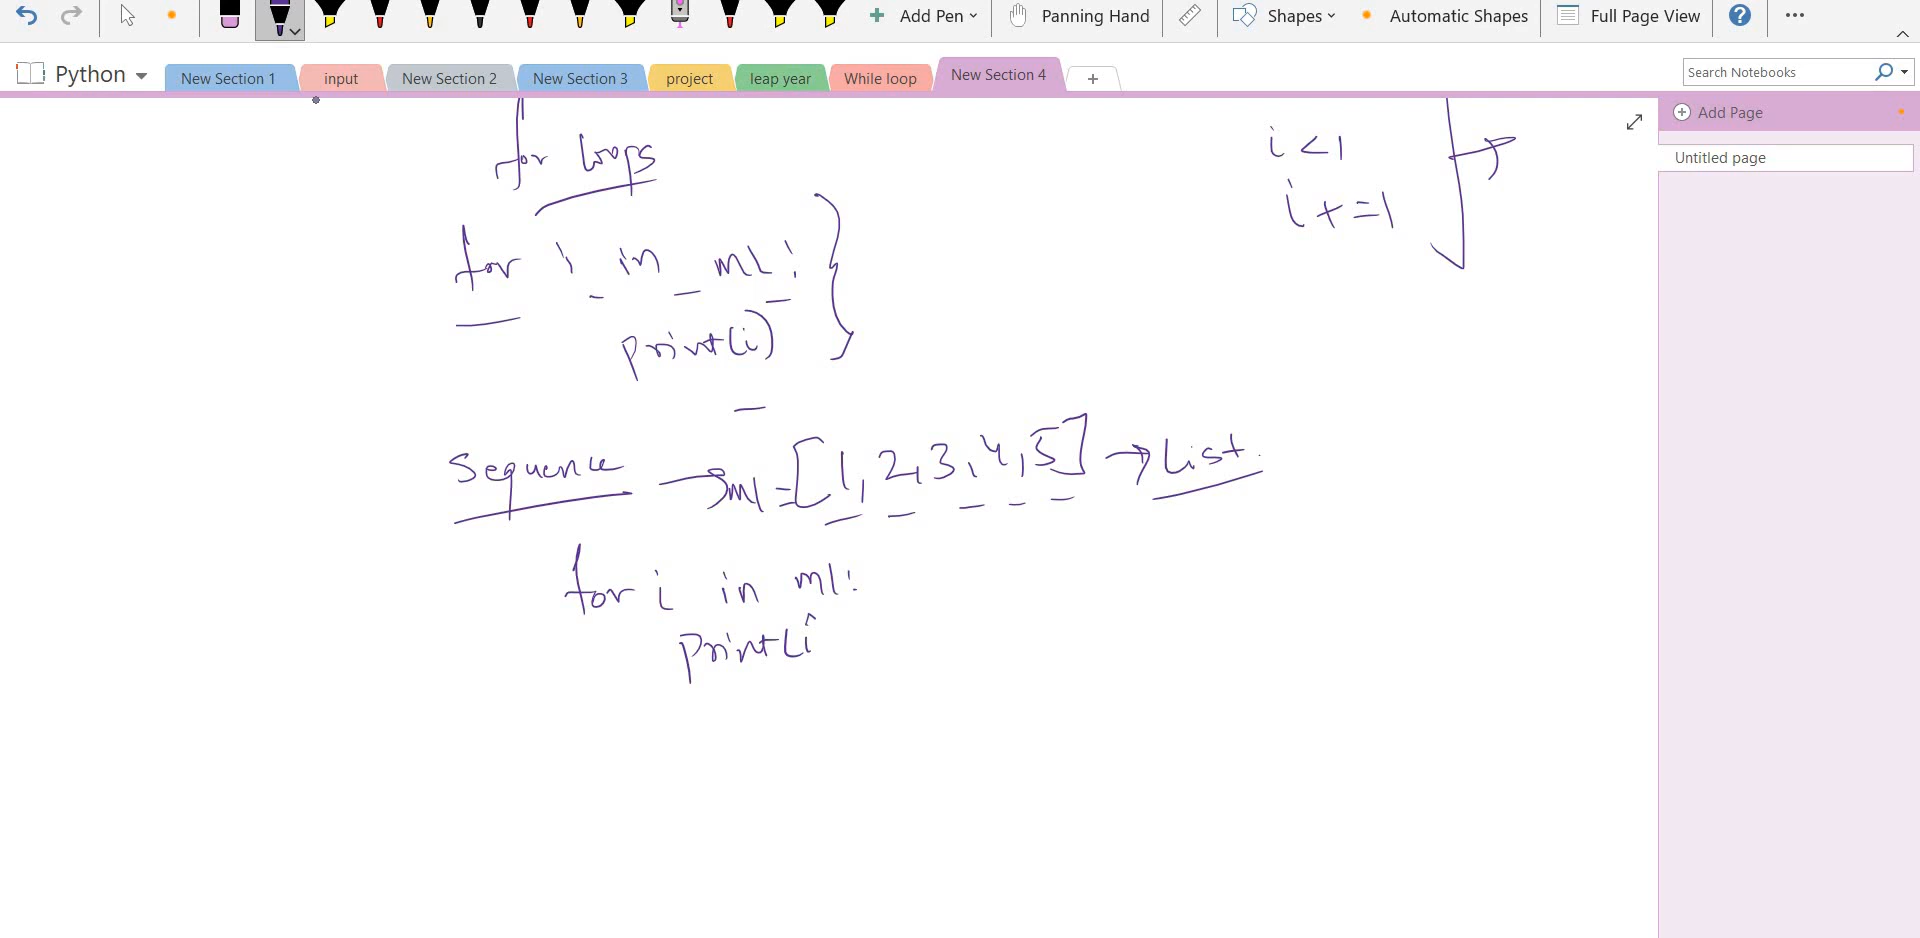 Add Pen
Panning Hand
Shapes
Automatic Shapes
Full Page View
Python
New Section 1
input
New Section 2
New Section 3
project
leap year
While loop
New Section 4
Search Notebooks
Add Page
Untitled page
for loops
i < 1
i + = 1
for i in ml :
print(i)
Sequence → ml = [1, 2, 3, 4, 5] → List.
for i in ml :
print(i